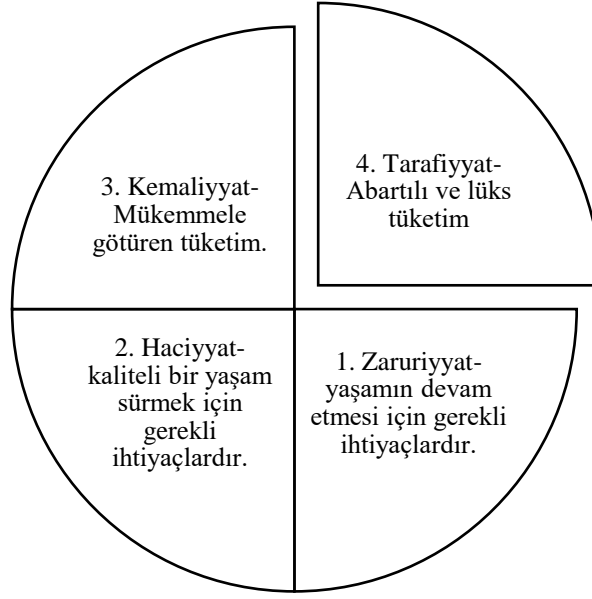 3. Kemaliyyat-
Mükemmele
götüren tüketim.
4. Tarafiyyat-
Abartılı ve lüks
tüketim
2. Haciyyat-
kaliteli bir yaşam
sürmek için
gerekli
ihtiyaçlardır.
1. Zaruriyyat-
yaşamın devam
etmesi için gerekli
ihtiyaçlardır.